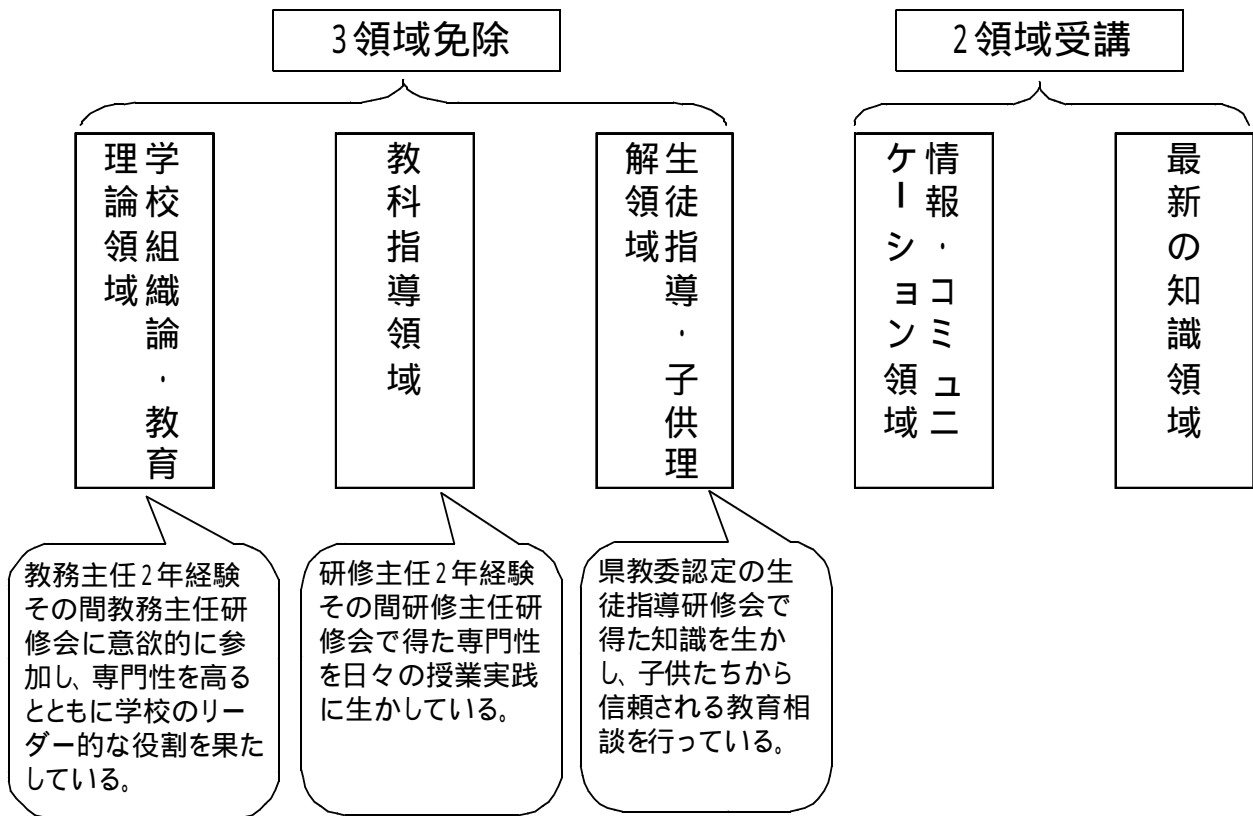 3領域免除
2領域受講
学校組織論・教育
理論領域
教科指導領域
生徒指導・子供理
解領域
情報・コミュニ
ケーション領域
最新の知識領域
教務主任2年経験
その間教務主任研
修会に意欲的に参
加し、専門性を高る
とともに学校のリー
ダー的な役割を果た
している。
研修主任2年経験
その間研修主任研
修会で得た専門性
を日々の授業実践
に生かしている。
県教委認定の生
徒指導研修会で
得た知識を生か
し、子供たちから
信頼される教育相
談を行っている。